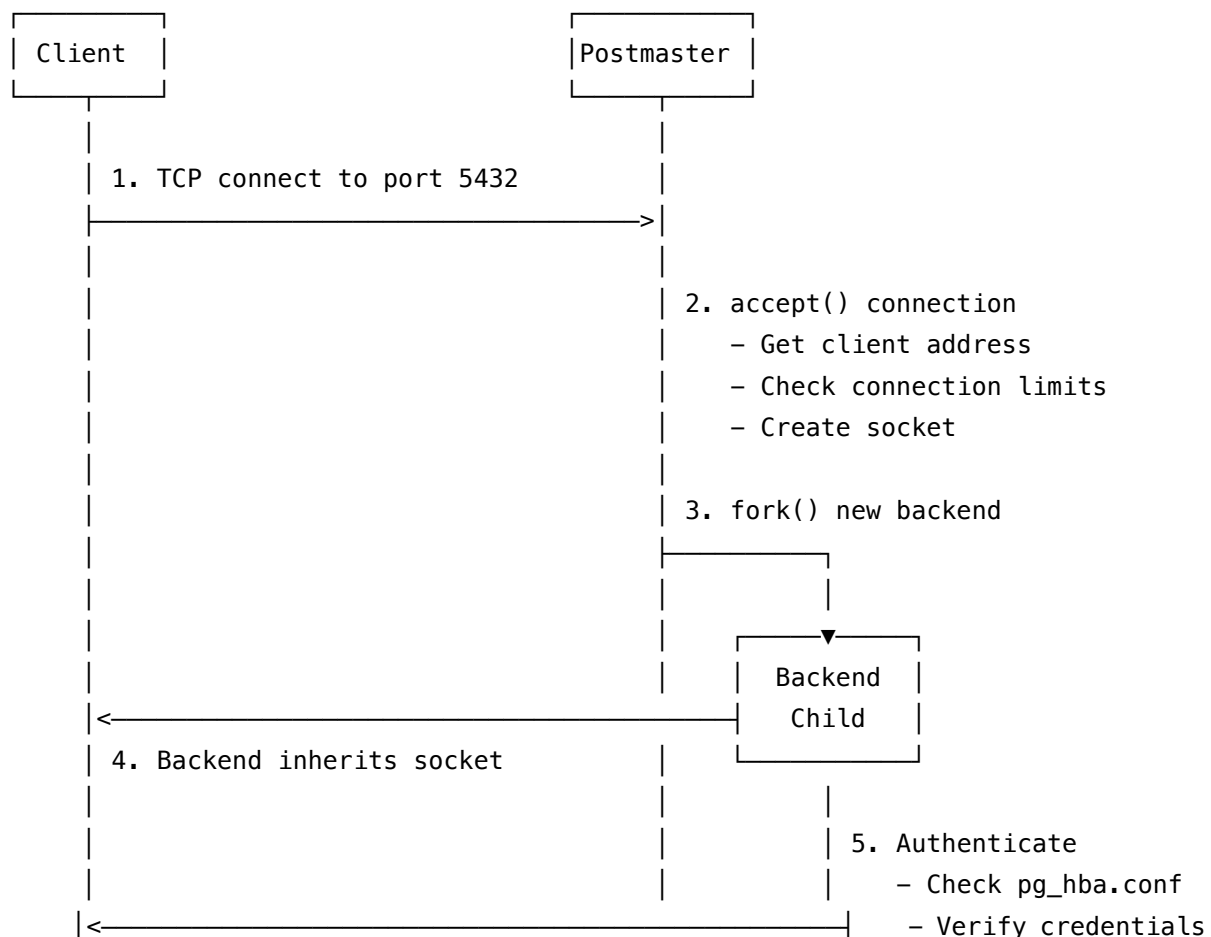 Client Postmaster
1. TCP connect to port 5432
2. accept() connection
– Get client address
– Check connection limits
– Create socket
3. fork() new backend
Backend
Child
4. Backend inherits socket
5. Authenticate
– Check pg_hba.conf
– Verify credentials